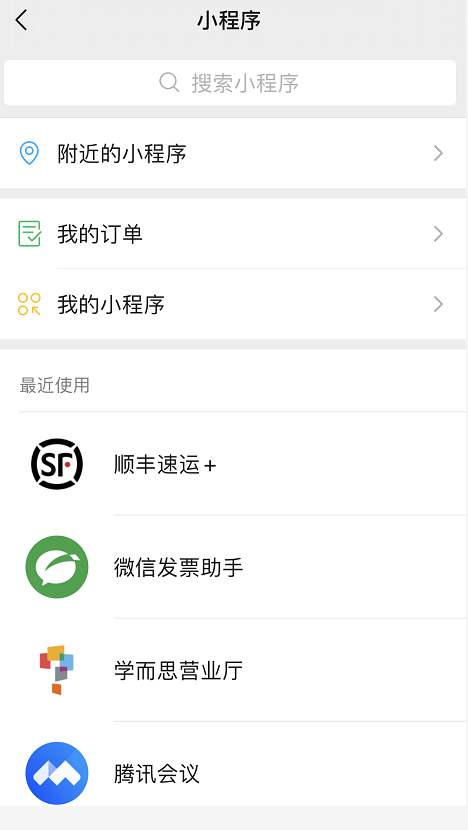 小程序
搜索小程序
附近的小程序
我的订单
我的小程序
最近使用
SF
顺丰速运+
微信发票助手
学而思营业厅
腾讯会议